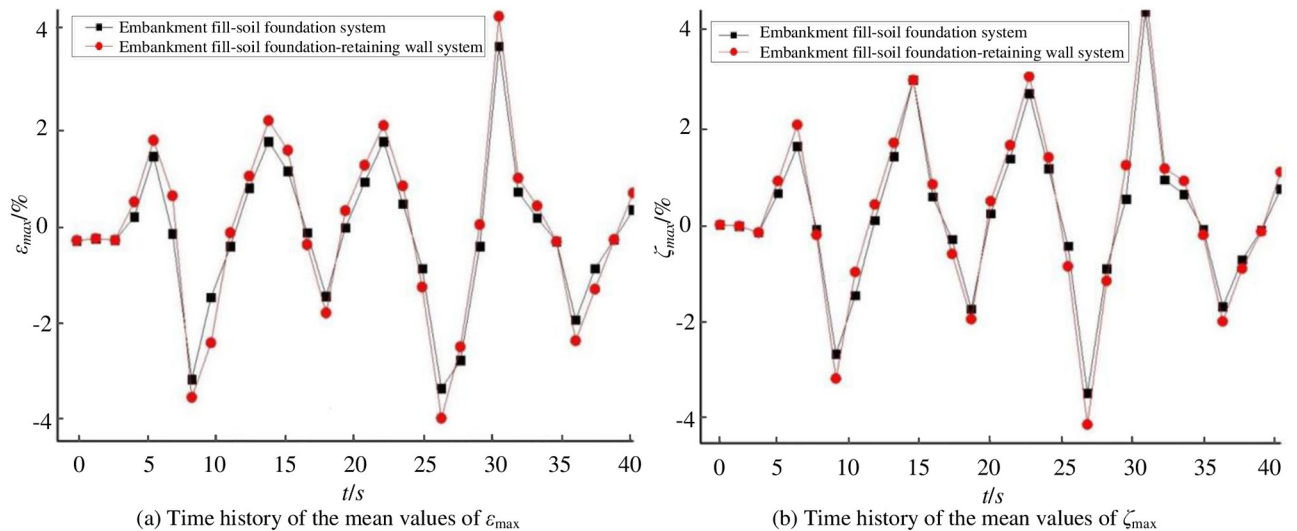 Embankment fill-soil foundation system
Embankment fill-soil foundation-retaining wall system
4
2
0
-2
-4
εmax/%
0 5 10 15 20 25 30 35 40
t/s
(a) Time history of the mean values of εmax
Embankment fill-soil foundation system
Embankment fill-soil foundation-retaining wall system
4
2
0
-2
-4
ζmax/%
0 5 10 15 20 25 30 35 40
t/s
(b) Time history of the mean values of ζmax